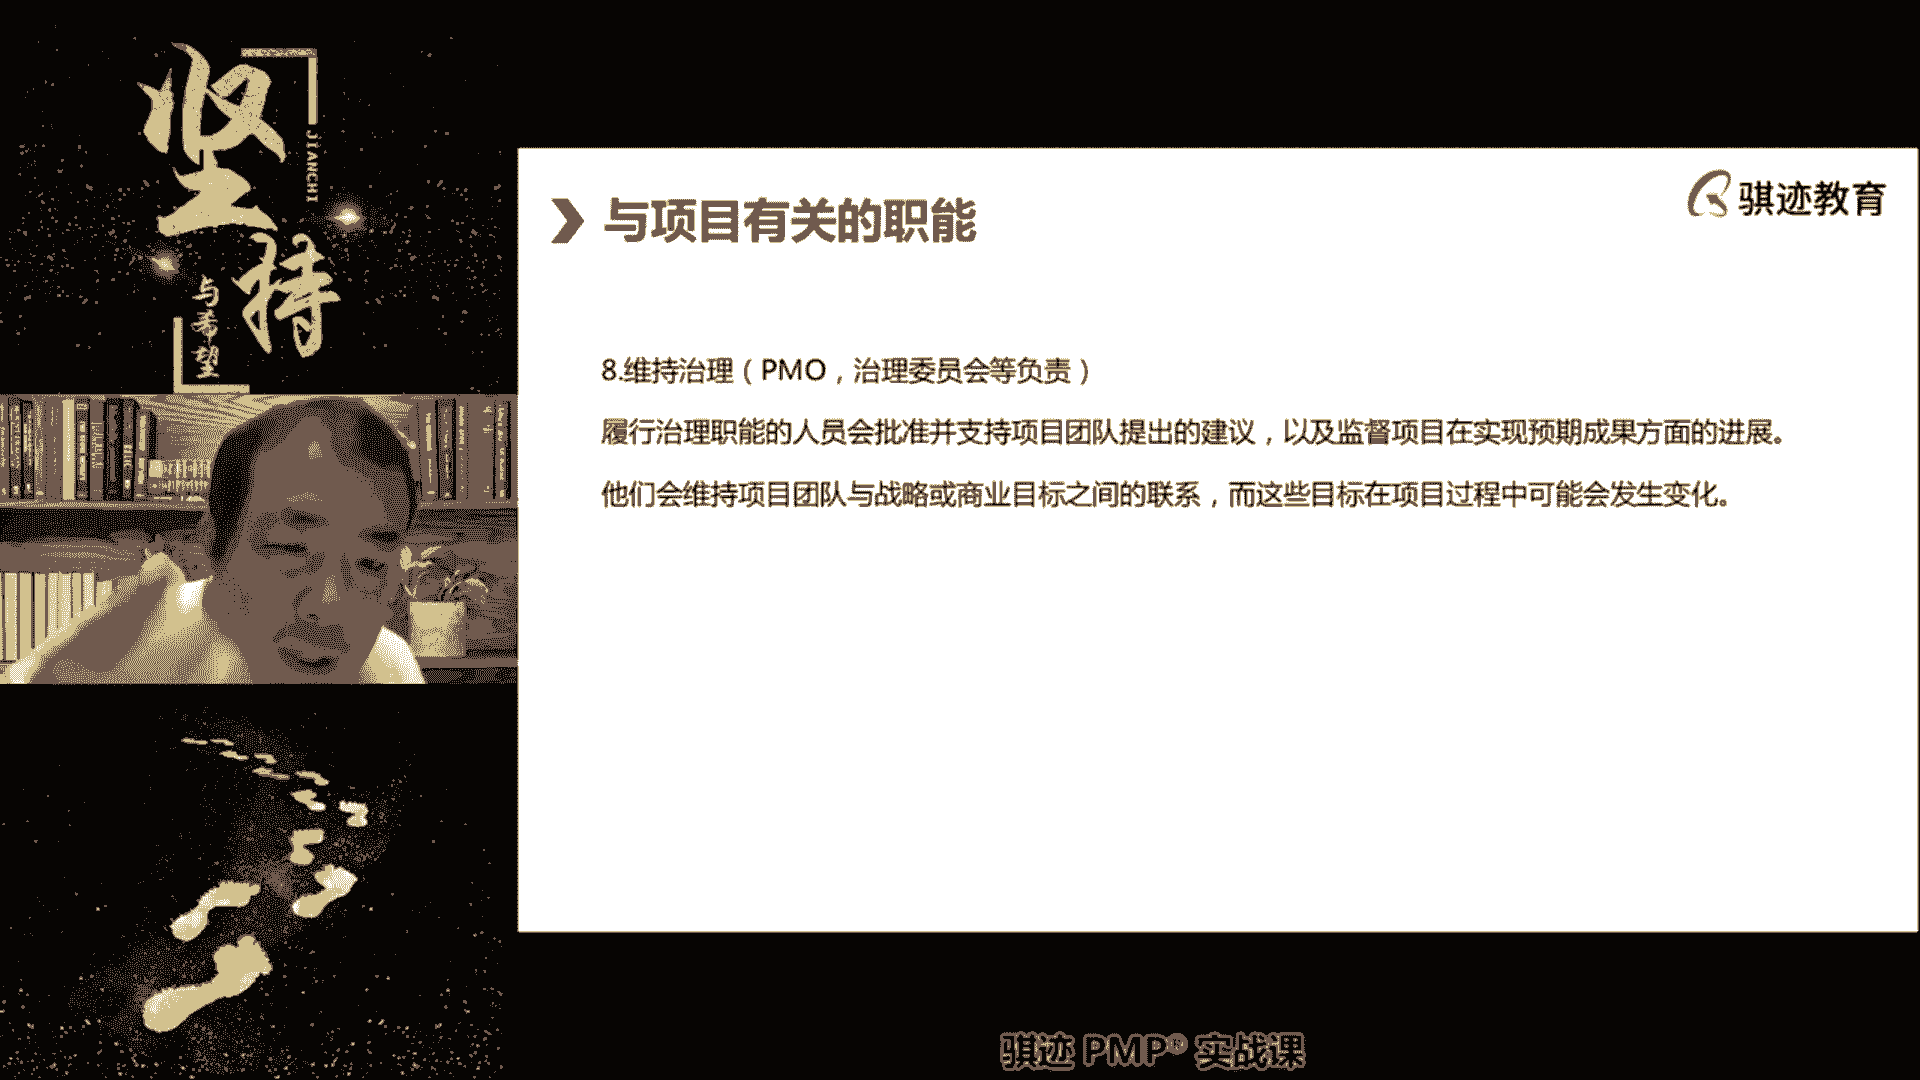 坚持
JIANCHI
与希望
骐迹教育
与项目有关的职能
8.维持治理（PMO，治理委员会等负责）
履行治理职能的人员会批准并支持项目团队提出的建议，以及监督项目在实现预期成果方面的进展。
他们会维持项目团队与战略或商业目标之间的联系，而这些目标在项目过程中可能会发生变化。
骐迹 PMP® 实战课